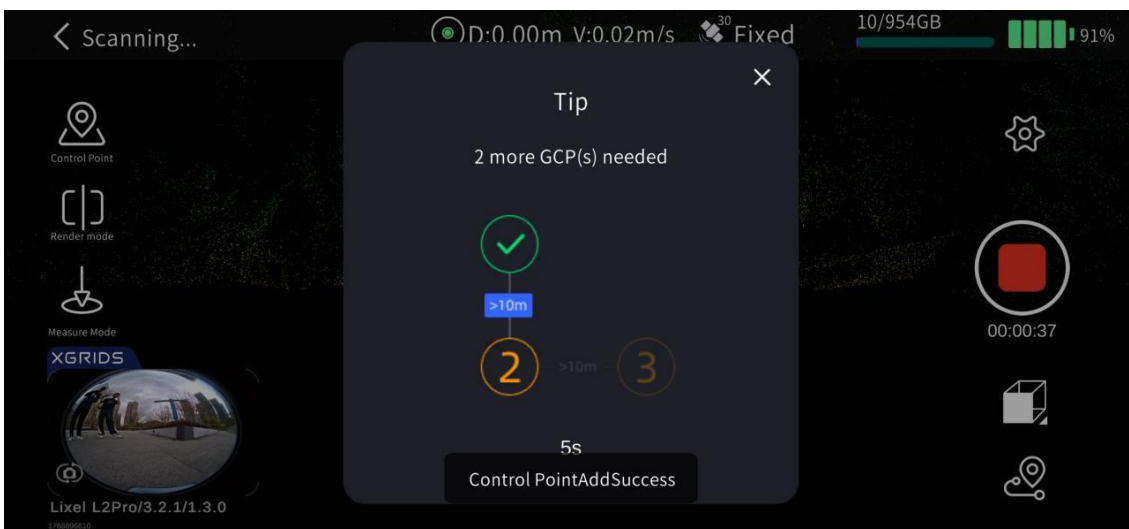 Scanning...
D:0.00m V:0.02m/s
30
Fixed
10/954GB
91%
Control Point
Render mode
Measure Mode
XGRIDS
Lixel L2Pro/3.2.1/1.3.0
1768896610
Tip
2 more GCP(s) needed
>10m
2
>10m
3
5s
Control PointAddSuccess
00:00:37